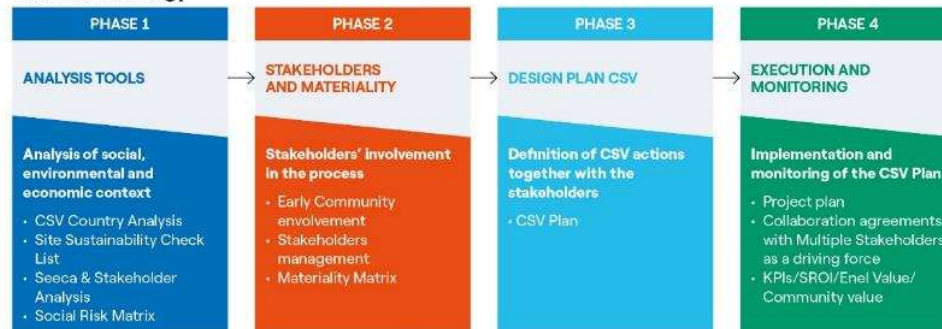 PHASE 1
ANALYSIS TOOLS
Analysis of social,
environmental and
economic context
• CSV Country Analysis
• Site Sustainability Check
List
• Seeca & Stakeholder
Analysis
• Social Risk Matrix
PHASE 2
STAKEHOLDERS
AND MATERIALITY
Stakeholders' involvement
in the process
• Early Community
envolvement
• Stakeholders
management
• Materiality Matrix
PHASE 3
DESIGN PLAN CSV
Definition of CSV actions
together with the
stakeholders
• CSV Plan
PHASE 4
EXECUTION AND
MONITORING
Implementation and
monitoring of the CSV Plan
• Project plan
• Collaboration agreements
with Multiple Stakeholders
as a driving force
• KPIs/SROI/Enel Value/
Community value